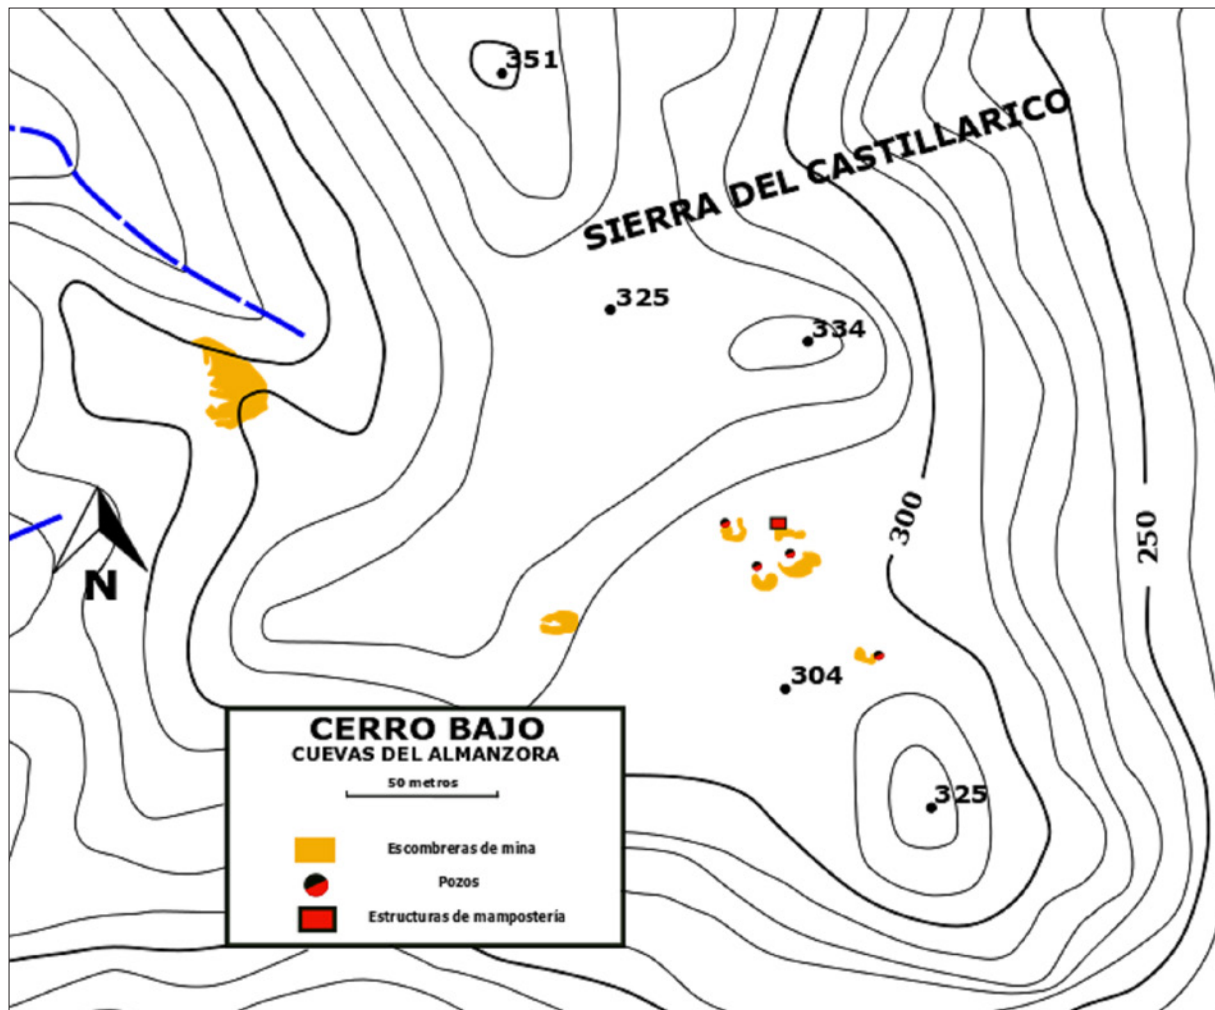 351
SIERRA DEL CASTILLARICO
325
334
300
250
N
304
325
CERRO BAJO
CUEVAS DEL ALMANZORA
50 metros
Escombreras de mina
Pozos
Estructuras de mampostería